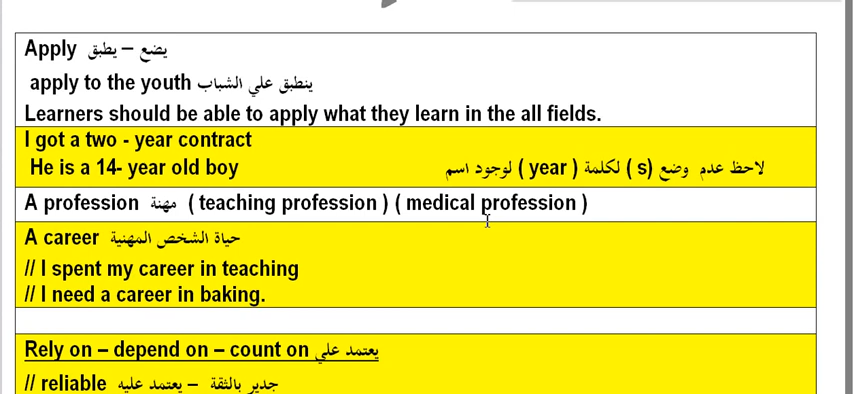 Apply يضع – يطبق
apply to the youth ينطبق علي الشباب
Learners should be able to apply what they learn in the all fields.
I got a two - year contract
He is a 14- year old boy لاحظ عدم وضع (s ) لكلمة ( year ) لوجود اسم
A profession مهنة ( teaching profession ) ( medical profession )
A career حياة الشخص المهنية
// I spent my career in teaching
// I need a career in baking.
Rely on – depend on – count on يعتمد علي
// reliable جدير بالثقة – يعتمد عليه